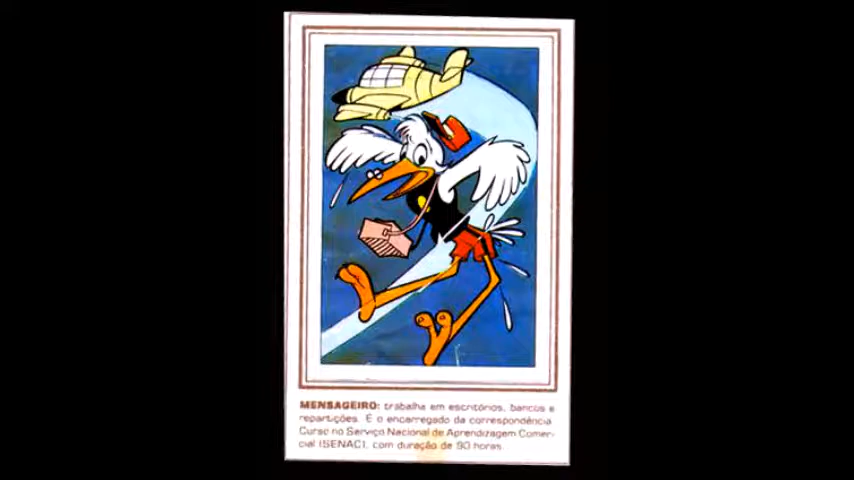 MENSAGEIRO: trabalha em escritórios, bancos e
repartições. É o encarregado da correspondência
Curso no Serviço Nacional de Aprendizagem Comer-
cial (SENAC), com duração de 90 horas.